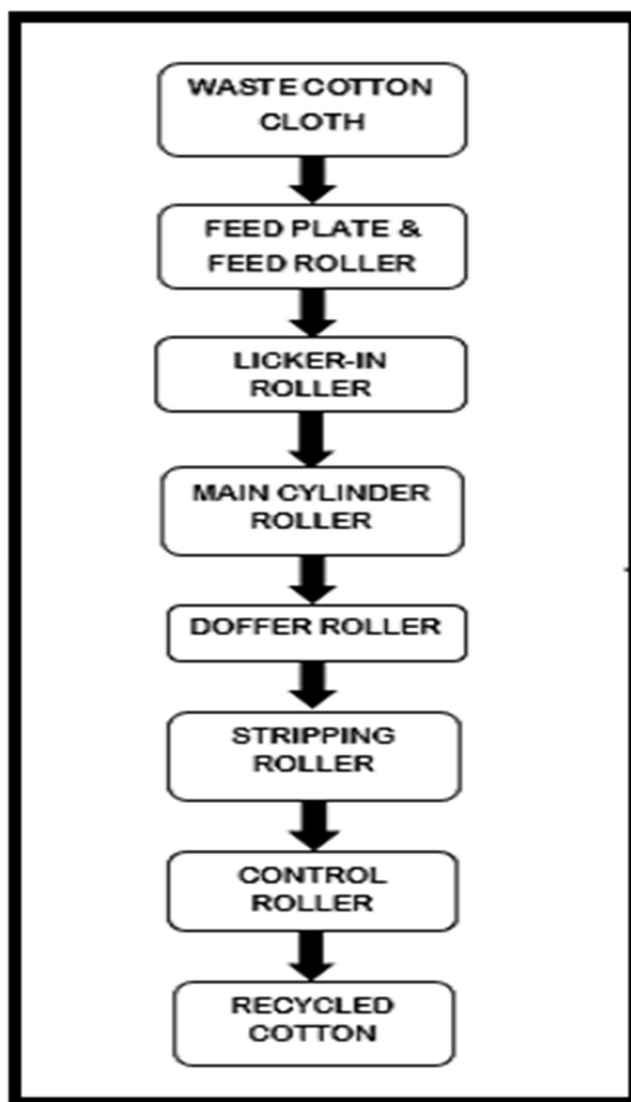 WASTE COTTON
CLOTH
FEED PLATE &
FEED ROLLER
LICKER-IN
ROLLER
MAIN CYLINDER
ROLLER
DOFFER ROLLER
STRIPPING
ROLLER
CONTROL
ROLLER
RECYCLED
COTTON